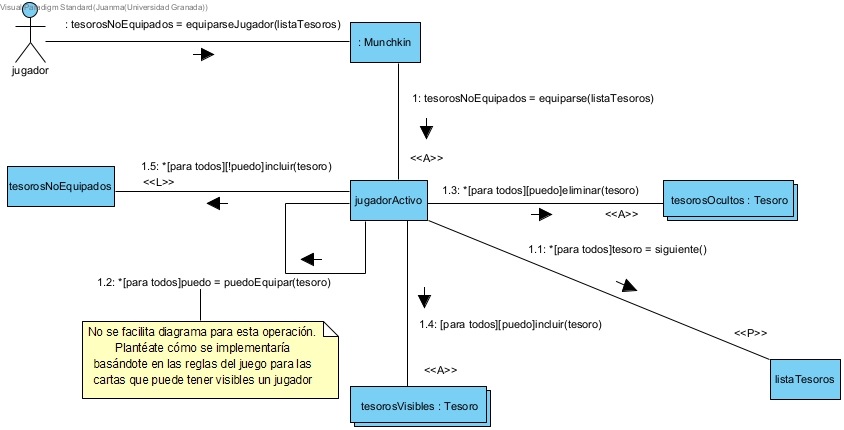 Visual Paradigm Standard(Juanma(Universidad Granada))
: tesorosNoEquipados = equiparseJugador(listaTesoros)
: Munchkin
jugador
1: tesorosNoEquipados = equiparse(listaTesoros)
<<A>>
1.5: *[para todos][!puedo]incluir(tesoro)
<<L>>
tesorosNoEquipados
jugadorActivo
1.3: *[para todos][puedo]eliminar(tesoro)
<<A>>
tesorosOcultos : Tesoro
1.1: *[para todos]tesoro = siguiente()
1.2: *[para todos]puedo = puedoEquipar(tesoro)
No se facilita diagrama para esta operación.
Plantéate cómo se implementaría
basándote en las reglas del juego para las
cartas que puede tener visibles un jugador
1.4: [para todos][puedo]incluir(tesoro)
<<P>>
<<A>>
listaTesoros
tesorosVisibles : Tesoro